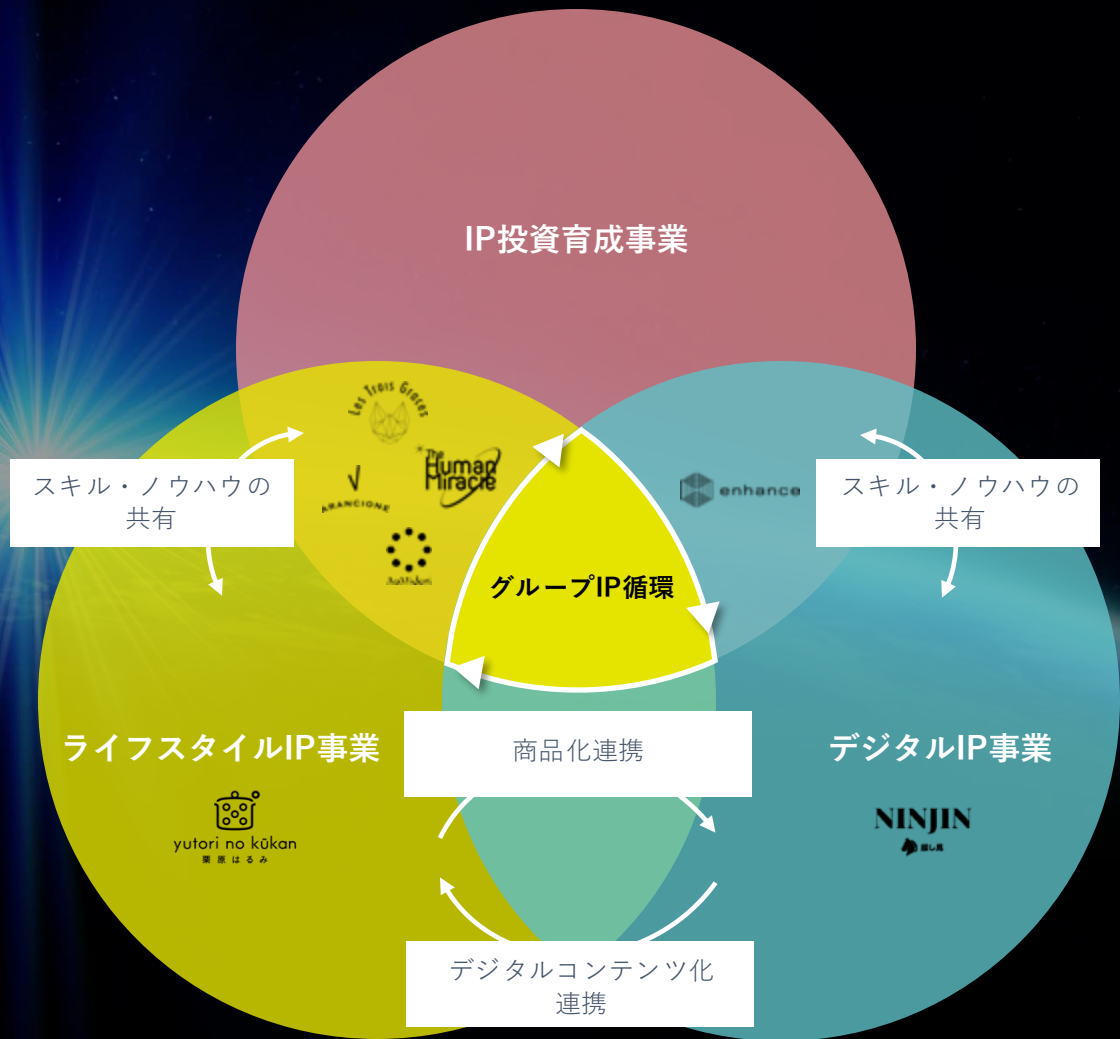 IP投資育成事業
Les Trois Graces
The
Human
Miracle
ARANCIONE
enhance
スキル・ノウハウの
共有
スキル・ノウハウの
共有
グループIP循環
ライフスタイルIP事業
商品化連携
デジタルIP事業
yutori no kūkan
栗原はるみ
NINJIN
癒し馬
デジタルコンテンツ化
連携